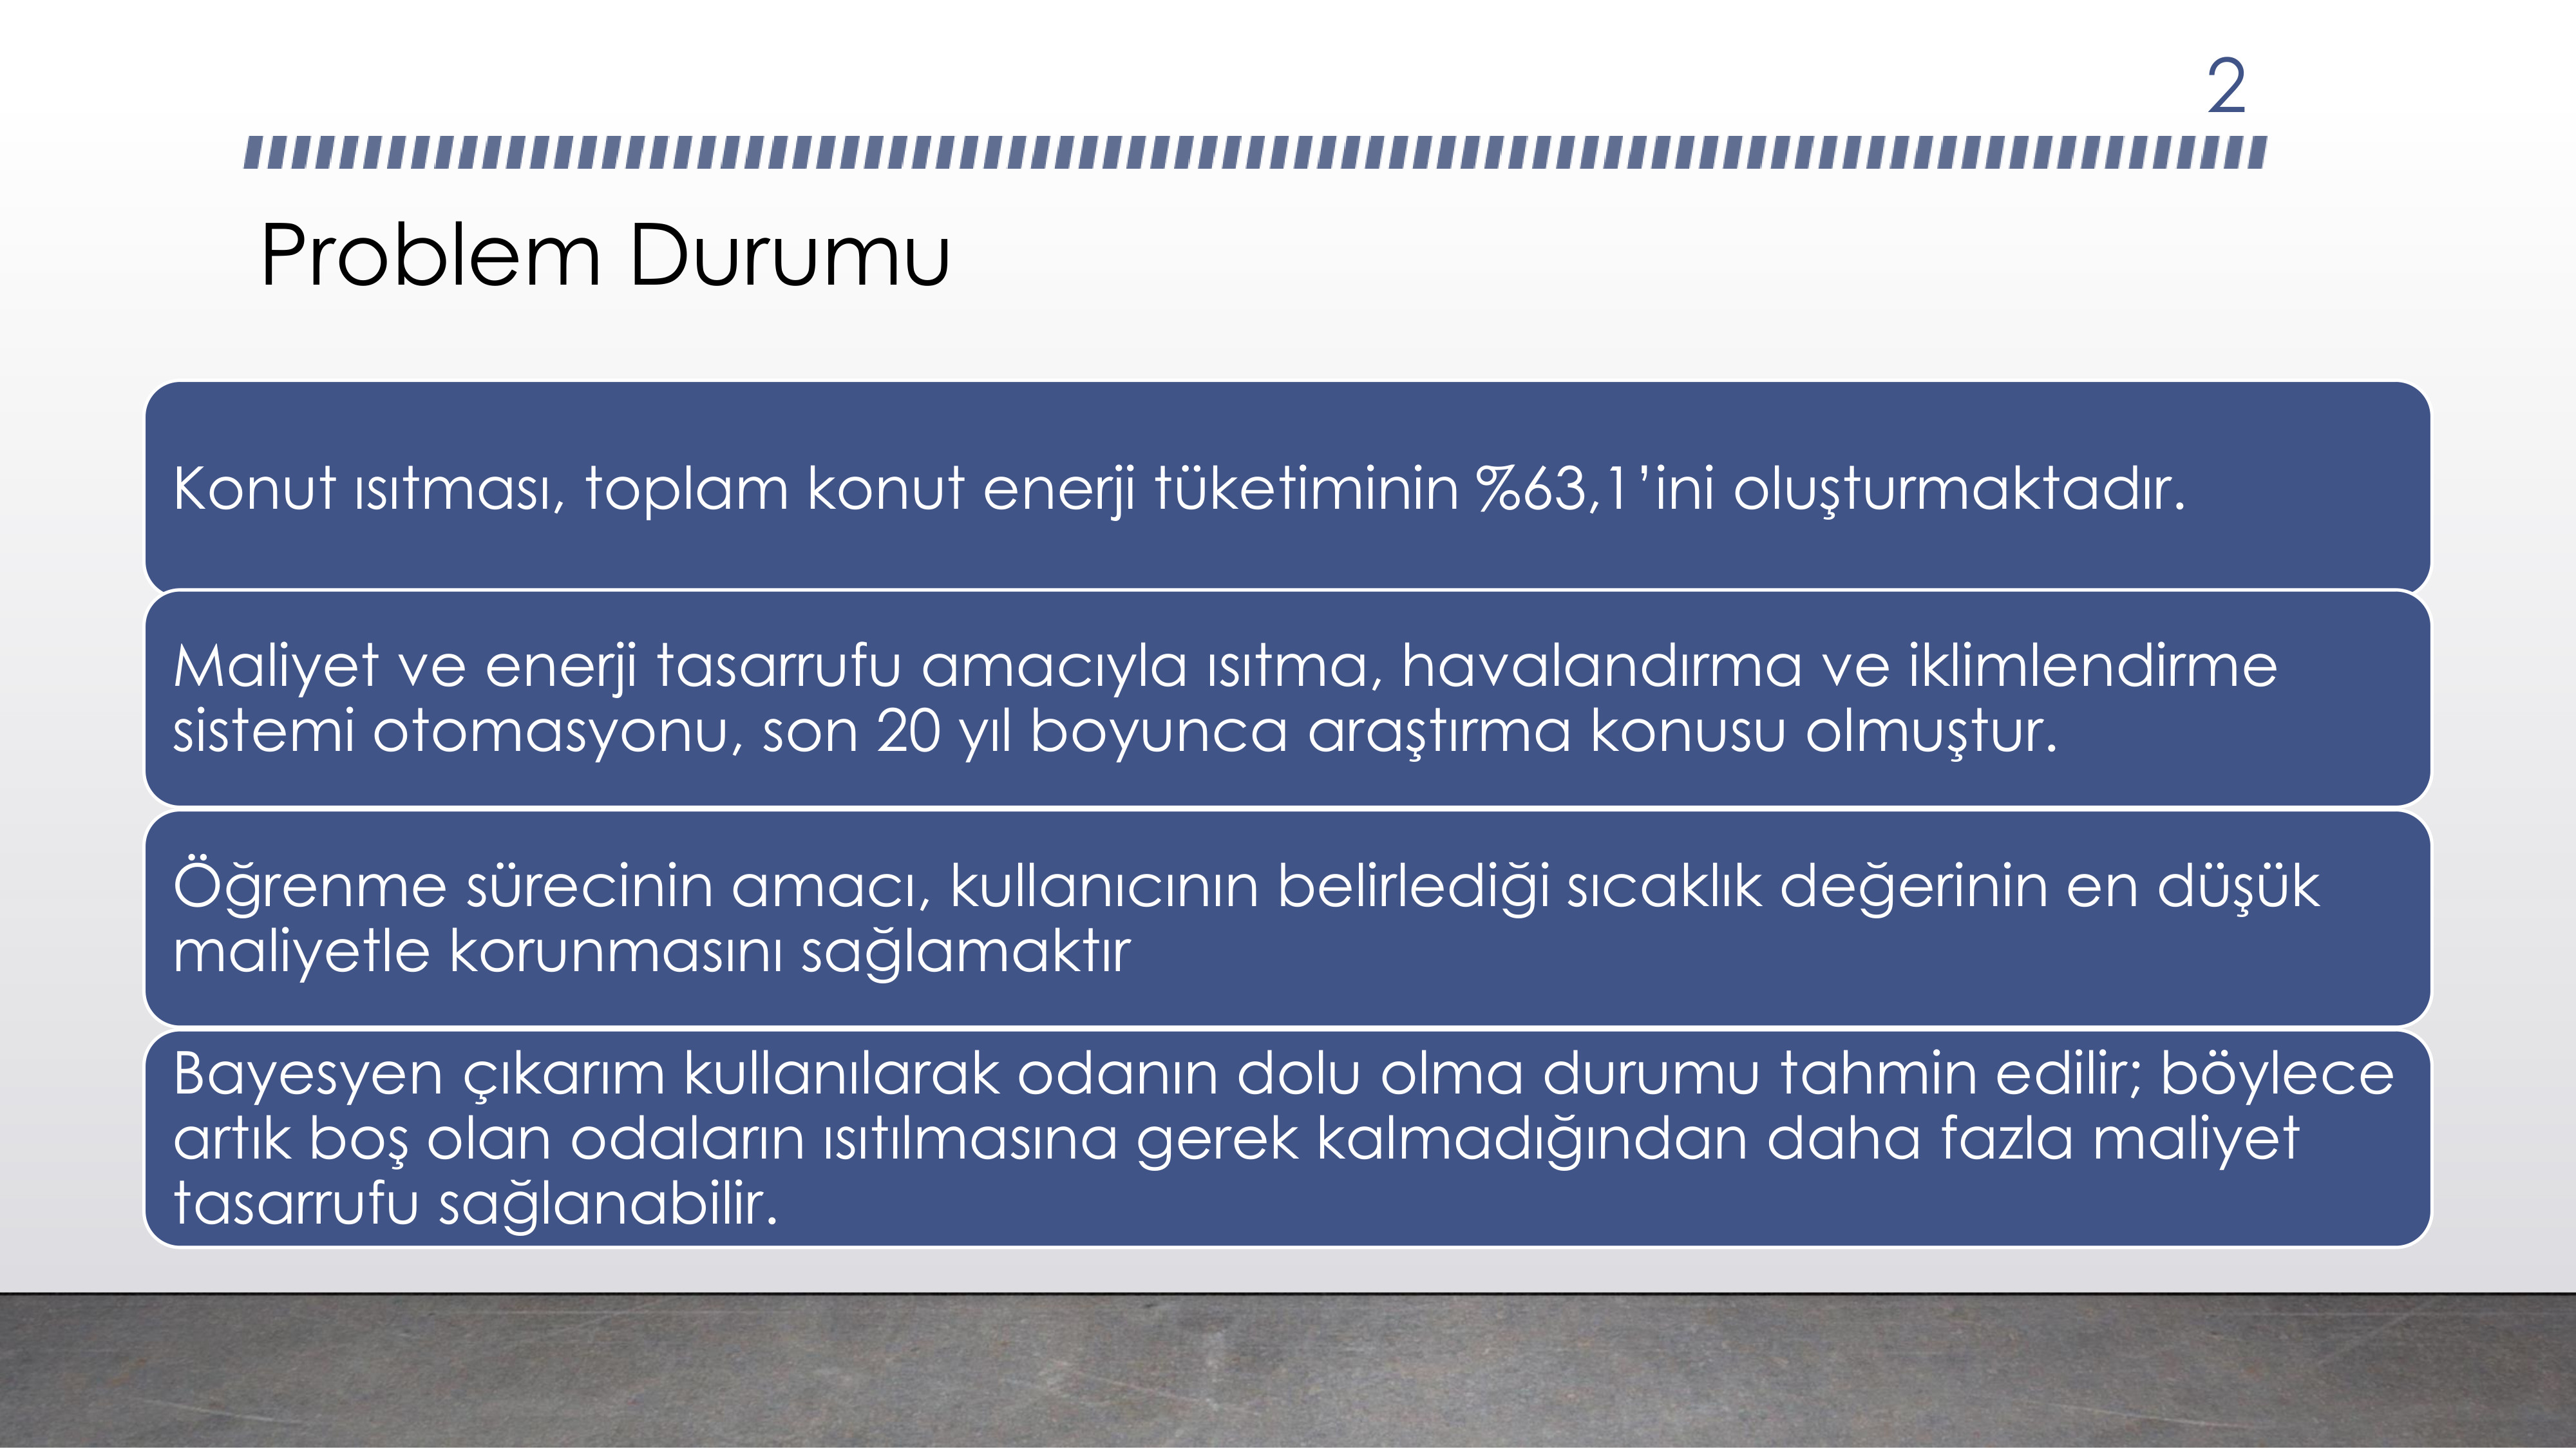 2
Problem Durumu
Konut ısıtması, toplam konut enerji tüketiminin %63,1’ini oluşturmaktadır.
Maliyet ve enerji tasarrufu amacıyla ısıtma, havalandırma ve iklimlendirme
sistemi otomasyonu, son 20 yıl boyunca araştırma konusu olmuştur.
Öğrenme sürecinin amacı, kullanıcının belirlediği sıcaklık değerinin en düşük
maliyetle korunmasını sağlamaktır
Bayesyen çıkarım kullanılarak odanın dolu olma durumu tahmin edilir; böylece
artık boş olan odaların ısıtılmasına gerek kalmadığından daha fazla maliyet
tasarrufu sağlanabilir.